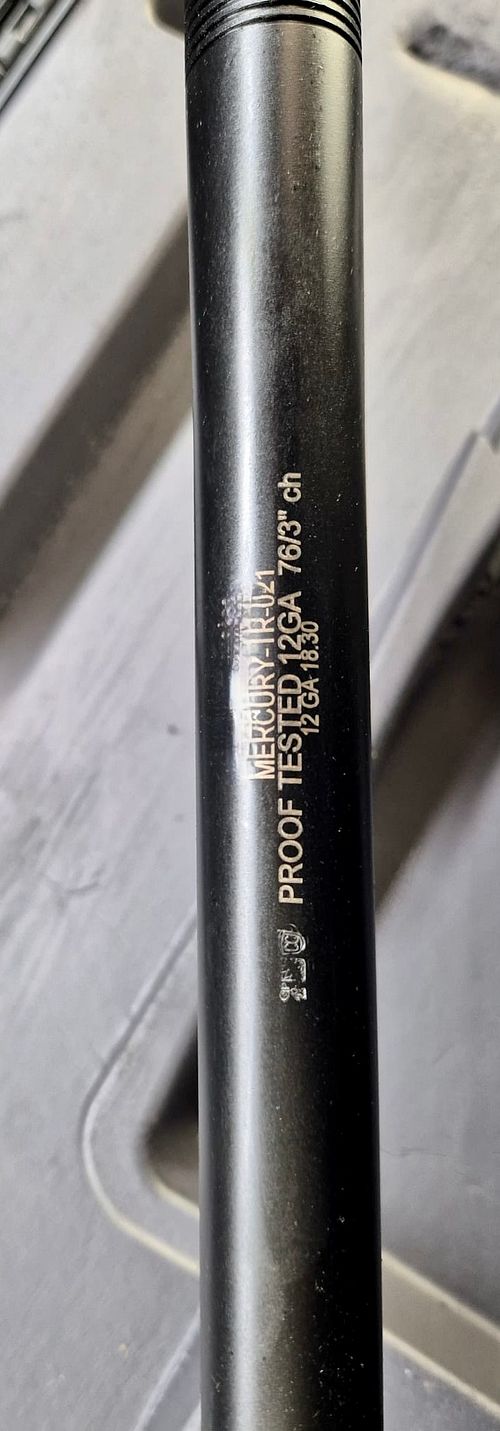 MERCURY-TR-021
PROOF TESTED 12GA 76/3" ch
12 GA 18.30